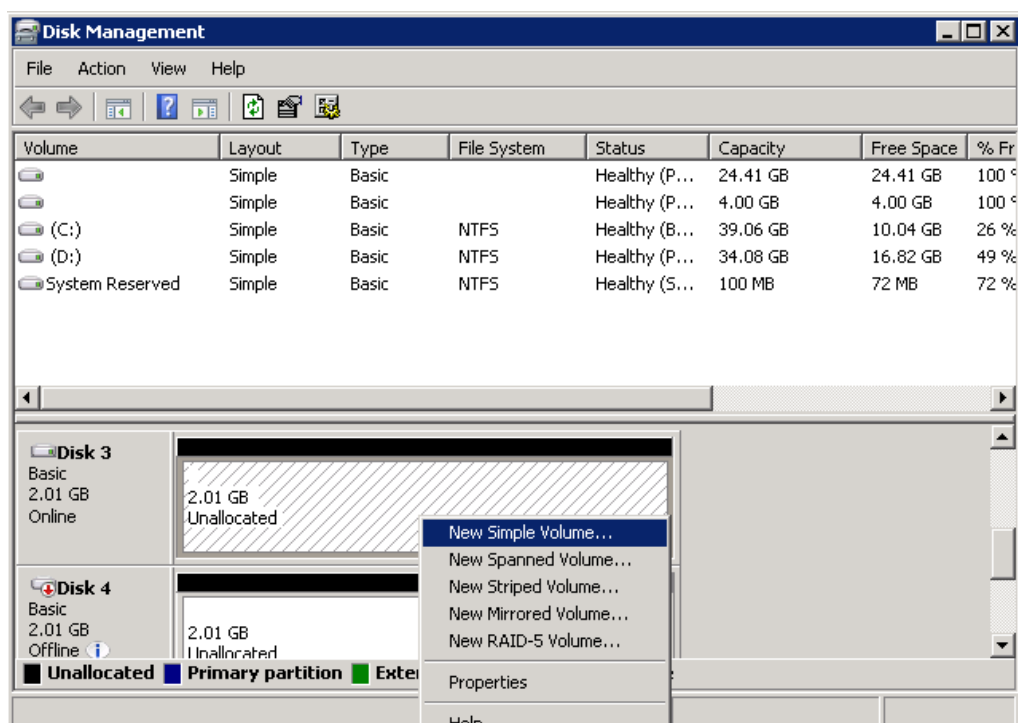 Disk Management
File Action View Help
Volume Layout Type File System Status Capacity Free Space % Fr
Simple Basic Healthy (P... 24.41 GB 24.41 GB 100
Simple Basic Healthy (P... 4.00 GB 4.00 GB 100
(C:) Simple Basic NTFS Healthy (B... 39.06 GB 10.04 GB 26 %
(D:) Simple Basic NTFS Healthy (P... 34.08 GB 16.82 GB 49 %
System Reserved Simple Basic NTFS Healthy (S... 100 MB 72 MB 72 %
Disk 3
Basic
2.01 GB
Online
2.01 GB
Unallocated
New Simple Volume...
New Spanned Volume...
New Striped Volume...
New Mirrored Volume...
New RAID-5 Volume...
Properties
Help
Disk 4
Basic
2.01 GB
Offline
2.01 GB
Unallocated
Unallocated Primary partition Exte